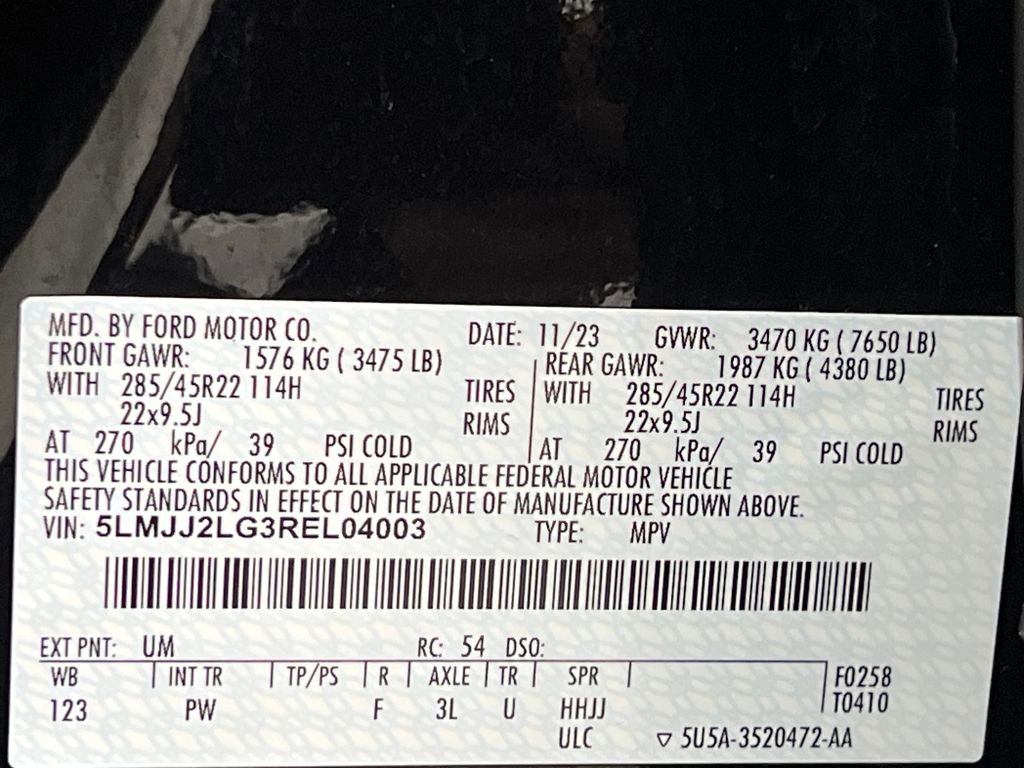 MFD. BY FORD MOTOR CO. DATE: 11/23 GVWR: 3470 KG ( 7650 LB)
FRONT GAWR: 1576 KG ( 3475 LB) REAR GAWR: 1987 KG ( 4380 LB)
WITH 285/45R22 114H TIRES WITH 285/45R22 114H TIRES
22x9.5J RIMS 22x9.5J RIMS
AT 270 kPa/ 39 PSI COLD AT 270 kPa/ 39 PSI COLD
THIS VEHICLE CONFORMS TO ALL APPLICABLE FEDERAL MOTOR VEHICLE
SAFETY STANDARDS IN EFFECT ON THE DATE OF MANUFACTURE SHOWN ABOVE.
VIN: 5LMJJ2LG3REL04003 TYPE: MPV
EXT PNT: UM RC: 54 DSO:
WB INT TR TP/PS R AXLE TR SPR F0258
123 PW F 3L U HHJJ T0410
ULC ▽ 5U5A-3520472-AA